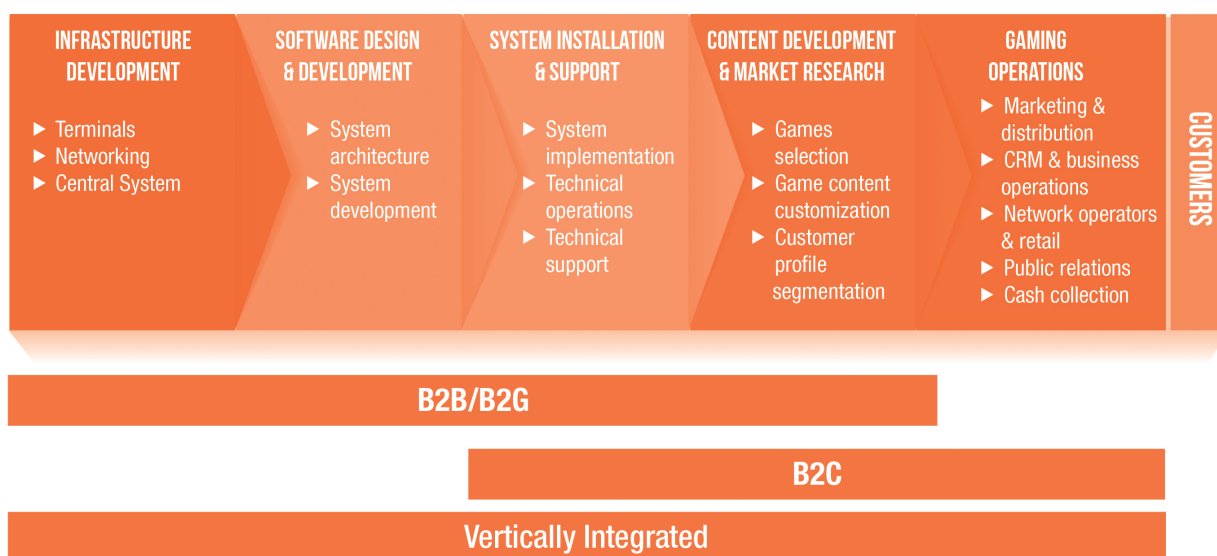 INFRASTRUCTURE
DEVELOPMENT
▶ Terminals
▶ Networking
▶ Central System
SOFTWARE DESIGN
& DEVELOPMENT
▶ System
architecture
▶ System
development
SYSTEM INSTALLATION
& SUPPORT
▶ System
implementation
▶ Technical
operations
▶ Technical
support
CONTENT DEVELOPMENT
& MARKET RESEARCH
▶ Games
selection
▶ Game content
customization
▶ Customer
profile
segmentation
GAMING
OPERATIONS
▶ Marketing &
distribution
▶ CRM & business
operations
▶ Network operators
& retail
▶ Public relations
▶ Cash collection
CUSTOMERS
B2B/B2G
B2C
Vertically Integrated